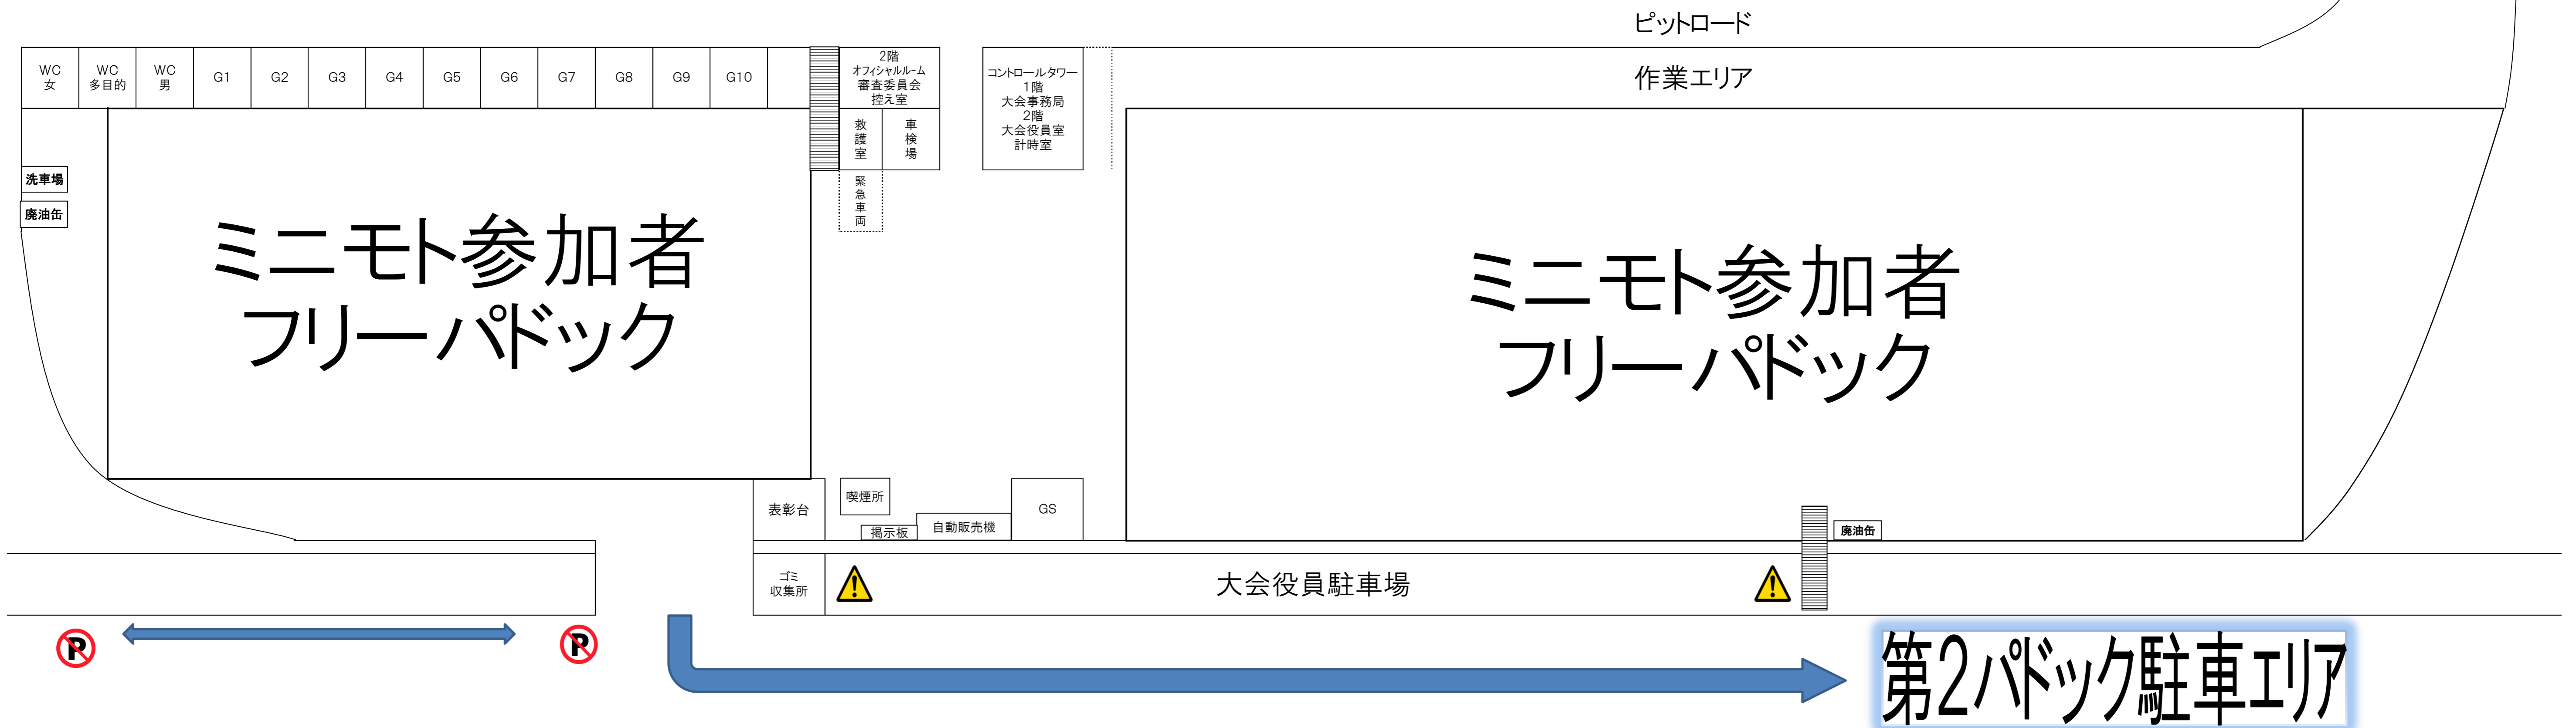 ピットロード
作業エリア
WC
女
WC
多目的
WC
男
G1
G2
G3
G4
G5
G6
G7
G8
G9
G10
2階
オフィシャルルーム
審査委員会
控え室
コントロールタワー
1階
大会事務局
2階
大会役員室
計時室
救護室
車検場
緊急車両
洗車場
廃油缶
ミニモト参加者
フリーパドック
ミニモト参加者
フリーパドック
表彰台
喫煙所
掲示板
自動販売機
GS
廃油缶
ゴミ
収集所
大会役員駐車場
P
P
第2パドック駐車エリア